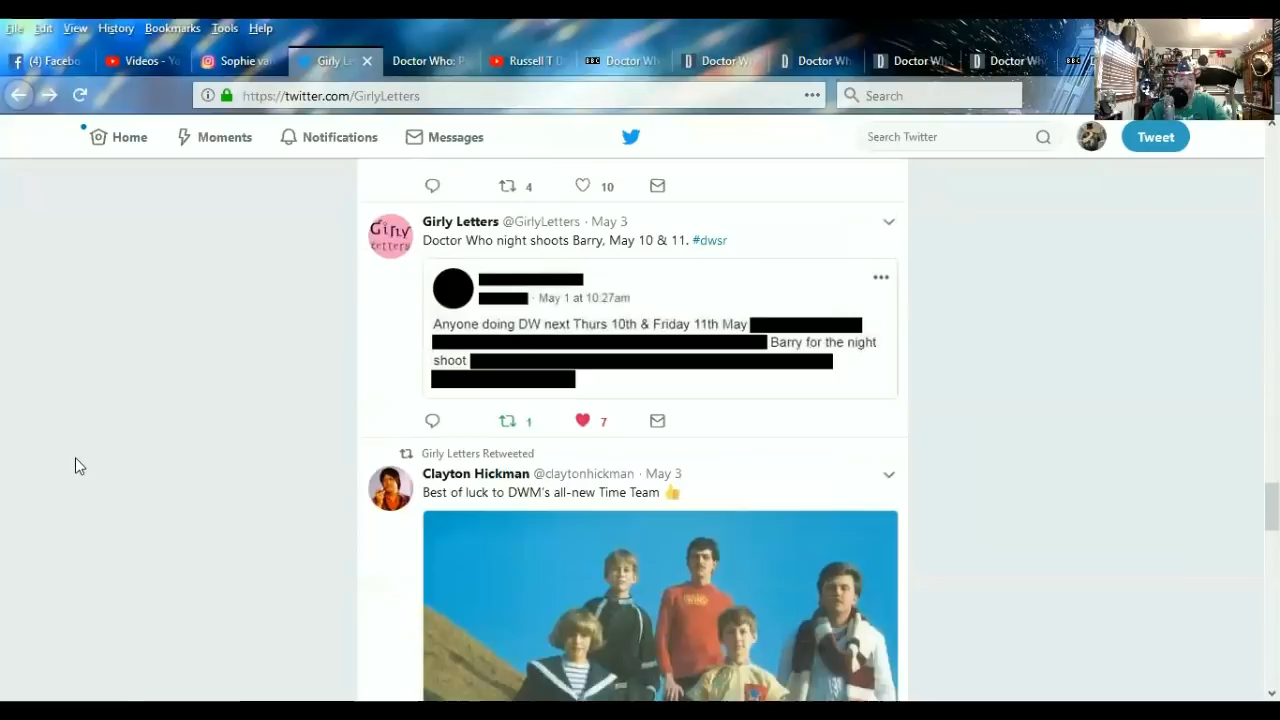 File Edit View History Bookmarks Tools Help
(4) Facebo
Videos - Yo
Sophie va
Girly Le
Doctor Who: P
Russell T D
BBC Doctor Wh
Doctor W
Doctor Wh
Doctor Wh
Doctor Wh
https://twitter.com/GirlyLetters
Search
Home Moments Notifications Messages
Search Twitter
Tweet
4 10
Girly Letters
Girly Letters @GirlyLetters · May 3
Doctor Who night shoots Barry, May 10 & 11. #dwsr
· May 1 at 10:27am
Anyone doing DW next Thurs 10th & Friday 11th May
Barry for the night
shoot
1 7
Girly Letters Retweeted
Clayton Hickman @claytonhickman · May 3
Best of luck to DWM's all-new Time Team 👍